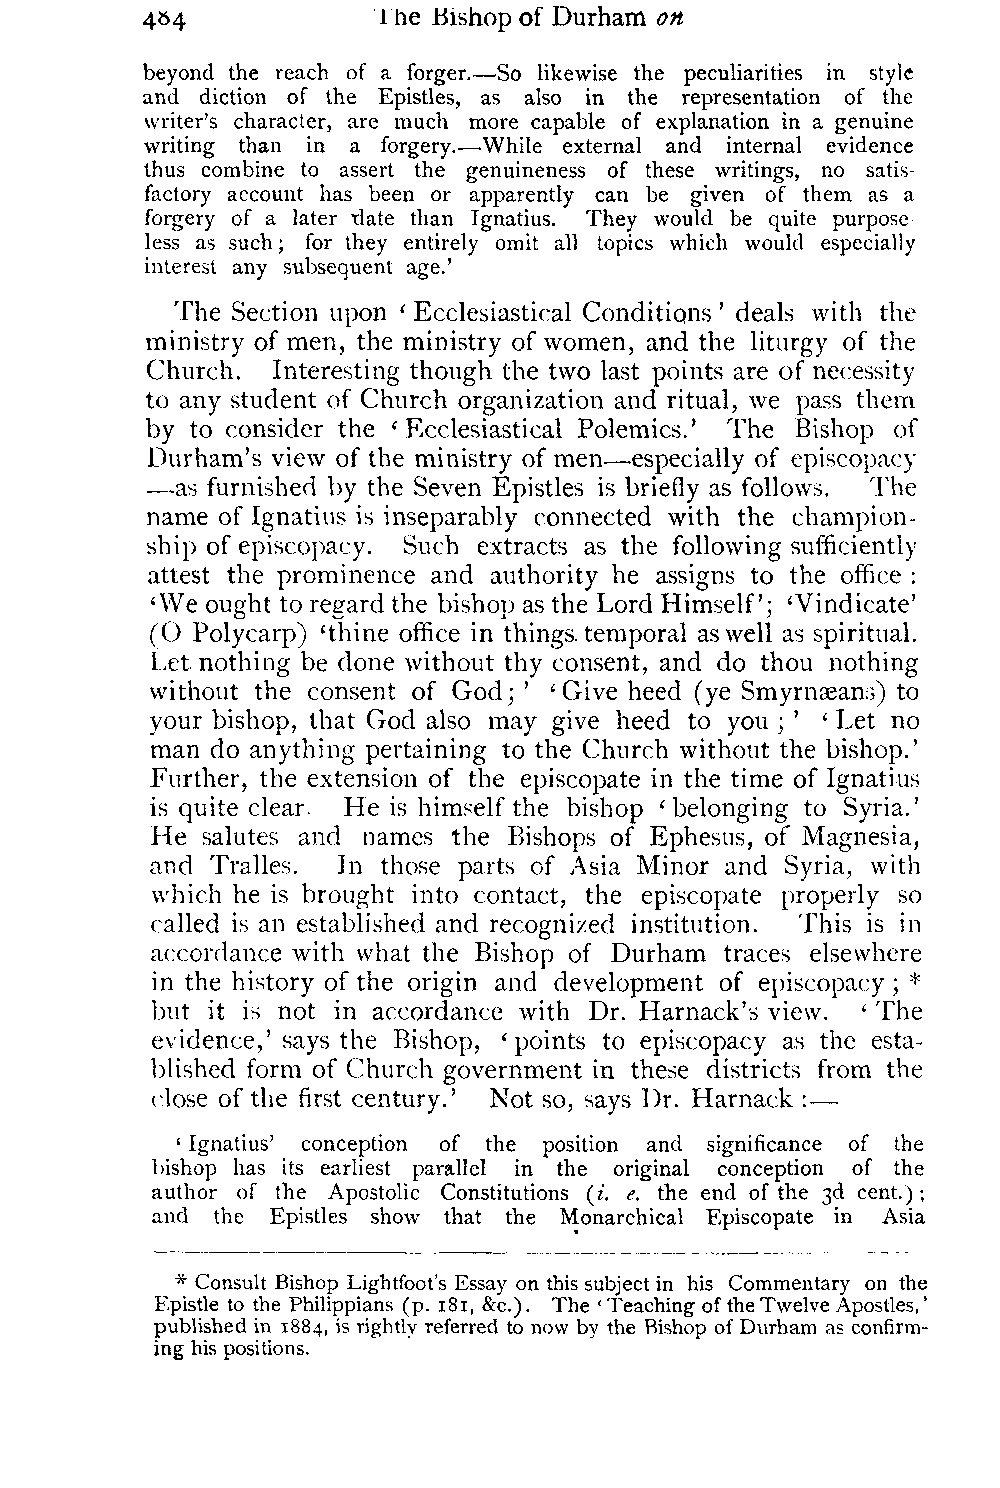 484 The Bishop of Durham on
beyond the reach of a forger.—So likewise the peculiarities in style
and diction of the Epistles, as also in the representation of the
writer's character, are much more capable of explanation in a genuine
writing than in a forgery.—While external and internal evidence
thus combine to assert the genuineness of these writings, no satis-
factory account has been or apparently can be given of them as a
forgery of a later date than Ignatius. They would be quite purpose-
less as such; for they entirely omit all topics which would especially
interest any subsequent age.'
The Section upon 'Ecclesiastical Conditions' deals with the
ministry of men, the ministry of women, and the liturgy of the
Church. Interesting though the two last points are of necessity
to any student of Church organization and ritual, we pass them
by to consider the 'Ecclesiastical Polemics.' The Bishop of
Durham's view of the ministry of men—especially of episcopacy
—as furnished by the Seven Epistles is briefly as follows. The
name of Ignatius is inseparably connected with the champion-
ship of episcopacy. Such extracts as the following sufficiently
attest the prominence and authority he assigns to the office:
'We ought to regard the bishop as the Lord Himself'; 'Vindicate'
(O Polycarp) 'thine office in things temporal as well as spiritual.
Let nothing be done without thy consent, and do thou nothing
without the consent of God;' 'Give heed (ye Smyrnæans) to
your bishop, that God also may give heed to you;' 'Let no
man do anything pertaining to the Church without the bishop.'
Further, the extension of the episcopate in the time of Ignatius
is quite clear. He is himself the bishop 'belonging to Syria.'
He salutes and names the Bishops of Ephesus, of Magnesia,
and Tralles. In those parts of Asia Minor and Syria, with
which he is brought into contact, the episcopate properly so
called is an established and recognized institution. This is in
accordance with what the Bishop of Durham traces elsewhere
in the history of the origin and development of episcopacy; *
but it is not in accordance with Dr. Harnack's view. 'The
evidence,' says the Bishop, 'points to episcopacy as the esta-
blished form of Church government in these districts from the
close of the first century.' Not so, says Dr. Harnack:—
'Ignatius' conception of the position and significance of the
bishop has its earliest parallel in the original conception of the
author of the Apostolic Constitutions (i. e. the end of the 3d cent.);
and the Epistles show that the Monarchical Episcopate in Asia
* Consult Bishop Lightfoot's Essay on this subject in his Commentary on the
Epistle to the Philippians (p. 181, &c.). The 'Teaching of the Twelve Apostles,'
published in 1884, is rightly referred to now by the Bishop of Durham as confirm-
ing his positions.